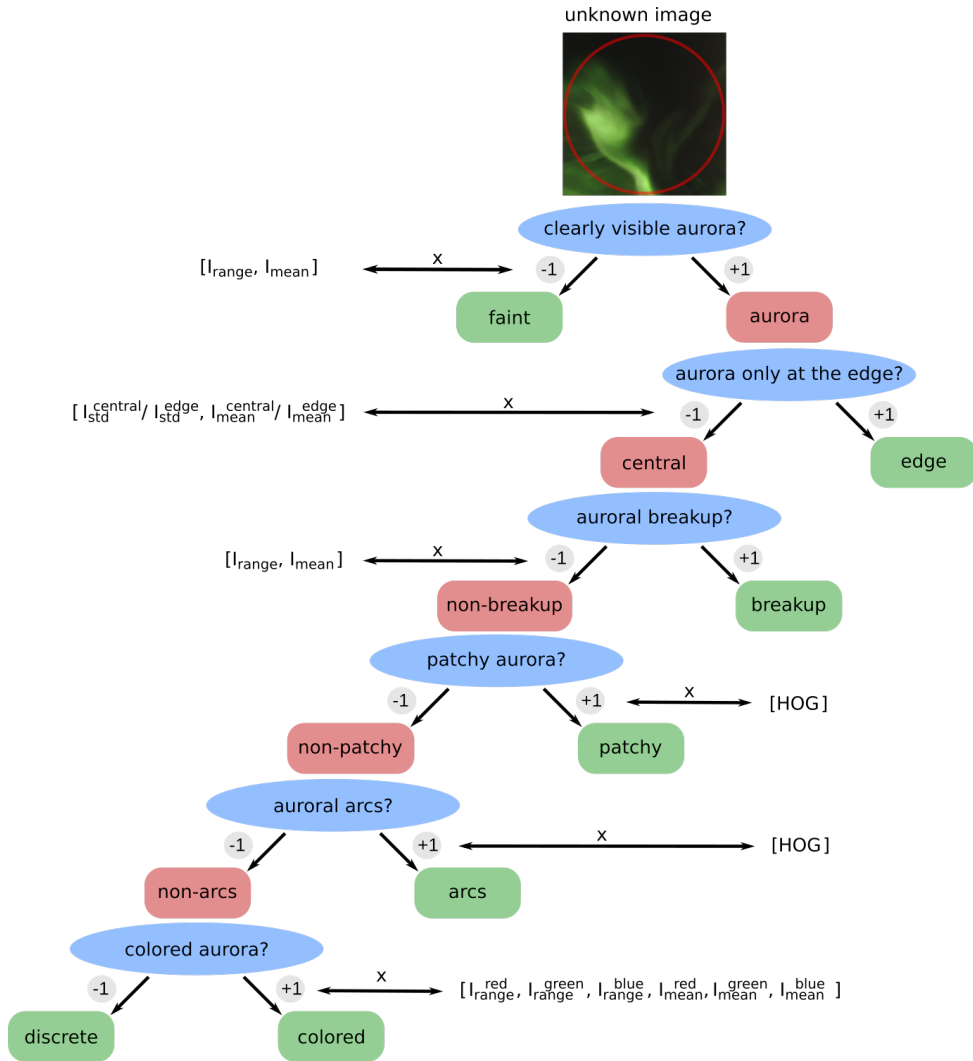 unknown image
clearly visible aurora?
[I_range, I_mean] x -1 +1
faint aurora
aurora only at the edge?
[I_std^central/I_std^edge, I_mean^central/I_mean^edge] x -1 +1
central edge
auroral breakup?
[I_range, I_mean] x -1 +1
non-breakup breakup
patchy aurora?
-1 +1 x [HOG]
non-patchy patchy
auroral arcs?
-1 +1 x [HOG]
non-arcs arcs
colored aurora?
-1 +1 x [I_range^red, I_range^green, I_range^blue, I_mean^red, I_mean^green, I_mean^blue]
discrete colored